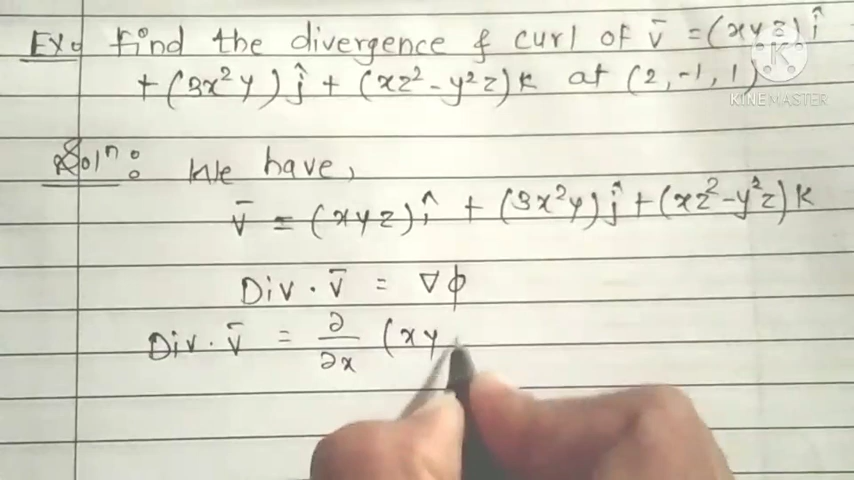 Ex. Find the divergence & curl of v̄ = (xyz) î
+ (3x²y) ĵ + (xz² - y²z) k at (2, -1, 1)
KINEMASTER
Solⁿ: We have,
v̄ = (xyz) î + (3x²y) ĵ + (xz² - y²z) k
Div · v̄ = ∇ϕ
Div · v̄ = ∂/∂x (xy